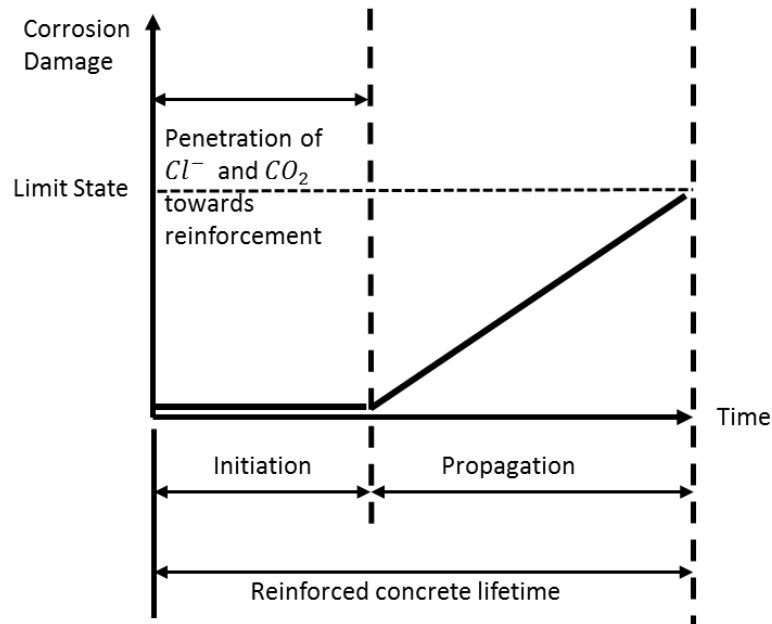 Corrosion
Damage
Penetration of
Cl⁻ and CO₂
Limit State
towards
reinforcement
Time
Initiation
Propagation
Reinforced concrete lifetime